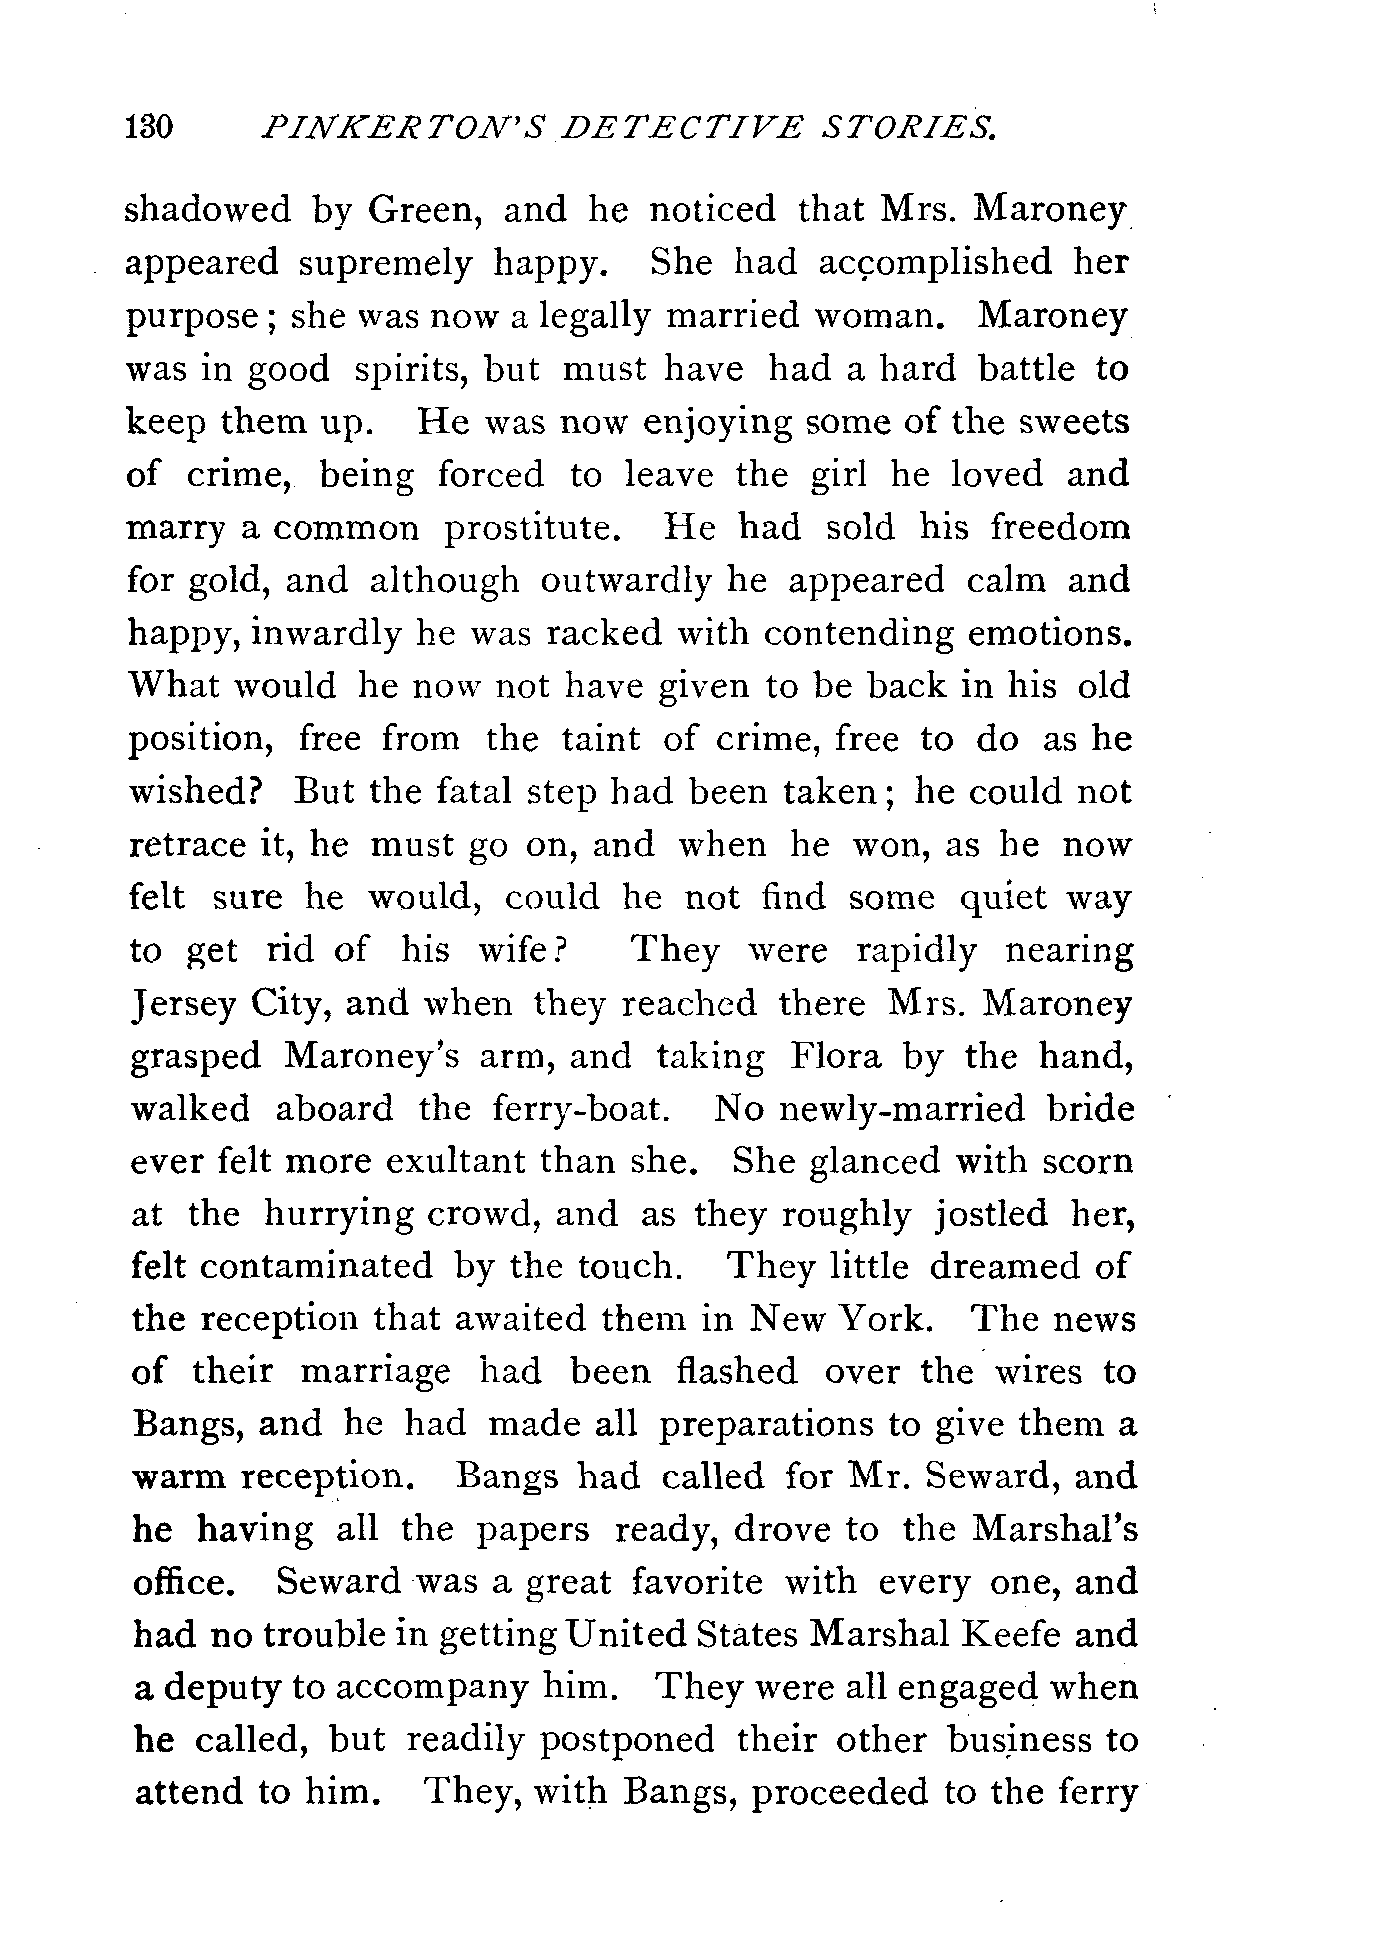 130 PINKERTON'S DETECTIVE STORIES.
shadowed by Green, and he noticed that Mrs. Maroney
appeared supremely happy. She had accomplished her
purpose; she was now a legally married woman. Maroney
was in good spirits, but must have had a hard battle to
keep them up. He was now enjoying some of the sweets
of crime, being forced to leave the girl he loved and
marry a common prostitute. He had sold his freedom
for gold, and although outwardly he appeared calm and
happy, inwardly he was racked with contending emotions.
What would he now not have given to be back in his old
position, free from the taint of crime, free to do as he
wished? But the fatal step had been taken; he could not
retrace it, he must go on, and when he won, as he now
felt sure he would, could he not find some quiet way
to get rid of his wife? They were rapidly nearing
Jersey City, and when they reached there Mrs. Maroney
grasped Maroney's arm, and taking Flora by the hand,
walked aboard the ferry-boat. No newly-married bride
ever felt more exultant than she. She glanced with scorn
at the hurrying crowd, and as they roughly jostled her,
felt contaminated by the touch. They little dreamed of
the reception that awaited them in New York. The news
of their marriage had been flashed over the wires to
Bangs, and he had made all preparations to give them a
warm reception. Bangs had called for Mr. Seward, and
he having all the papers ready, drove to the Marshal's
office. Seward was a great favorite with every one, and
had no trouble in getting United States Marshal Keefe and
a deputy to accompany him. They were all engaged when
he called, but readily postponed their other business to
attend to him. They, with Bangs, proceeded to the ferry